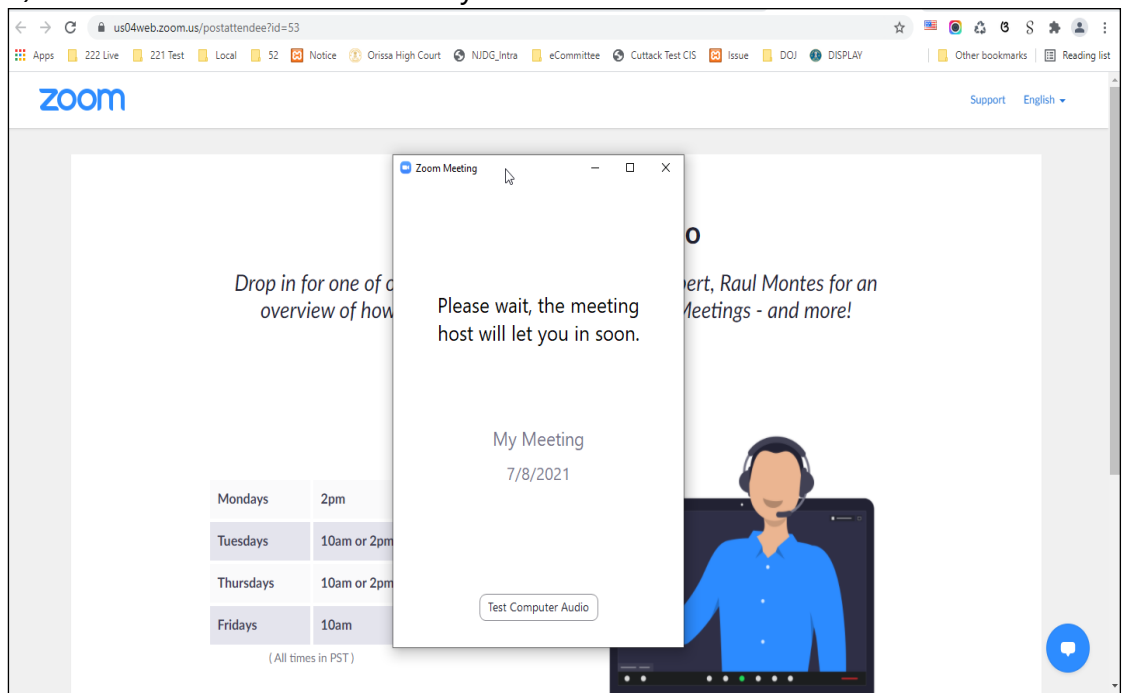 us04web.zoom.us/postattendee?id=53
Apps 222 Live 221 Test Local 52 Notice Orissa High Court NJDG_Intra eCommittee Cuttack Test CIS Issue DOJ DISPLAY Other bookmarks Reading list
zoom
Support English
Zoom Meeting
Drop in for one of Raul Montes for an
overview of how Meetings - and more!
Please wait, the meeting
host will let you in soon.
My Meeting
7/8/2021
Mondays 2pm
Tuesdays 10am or 2pm
Thursdays 10am or 2pm
Fridays 10am
( All times in PST )
Test Computer Audio